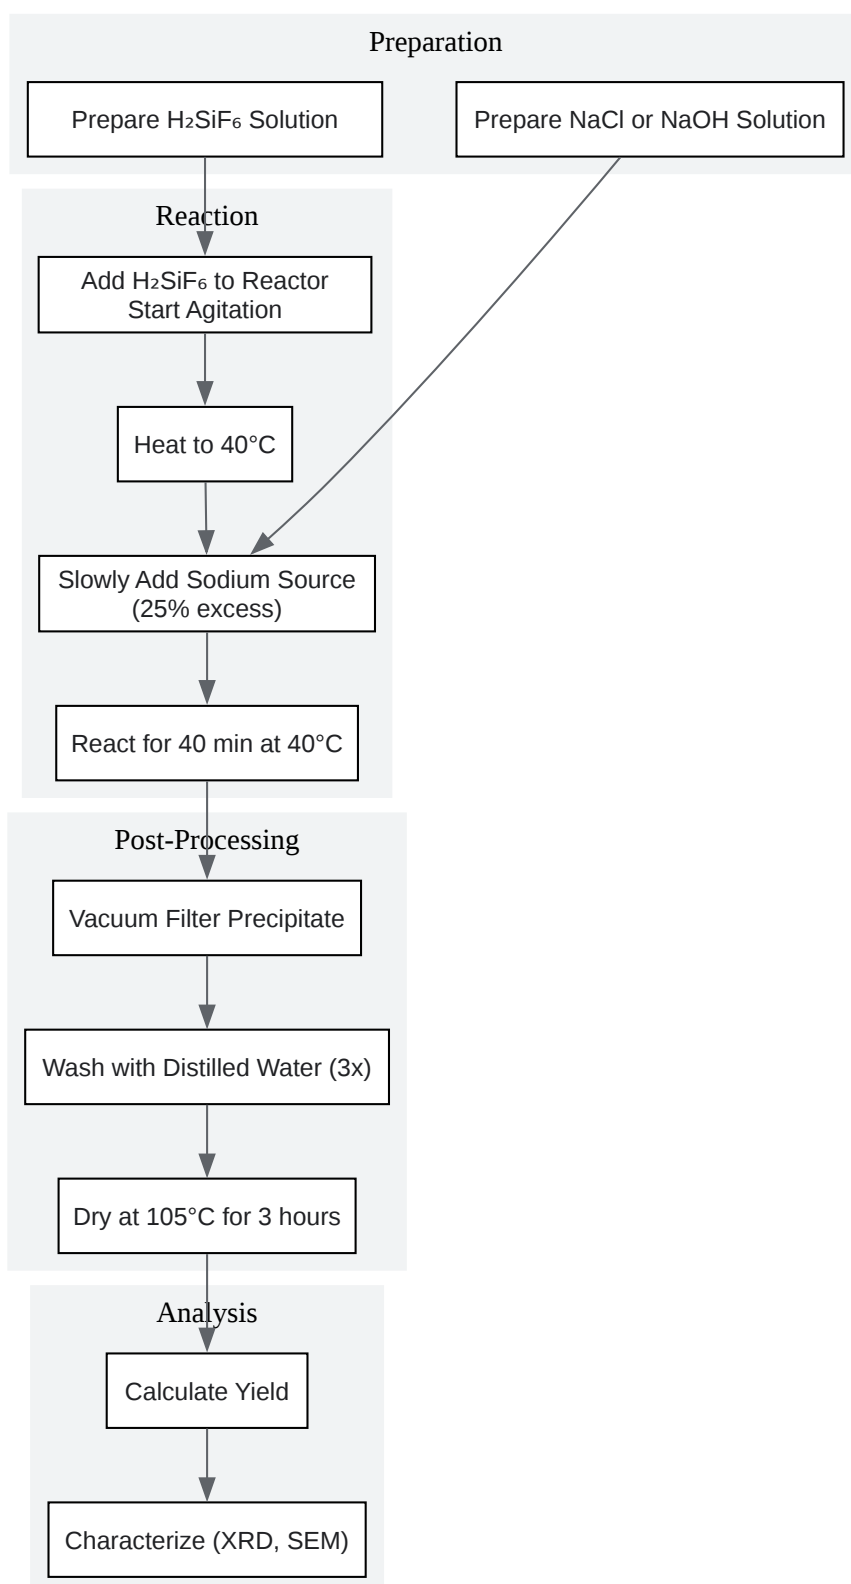 Preparation
Prepare H₂SiF₆ Solution
Prepare NaCl or NaOH Solution
Reaction
Add H₂SiF₆ to Reactor
Start Agitation
Heat to 40°C
Slowly Add Sodium Source
(25% excess)
React for 40 min at 40°C
Post-Processing
Vacuum Filter Precipitate
Wash with Distilled Water (3x)
Dry at 105°C for 3 hours
Analysis
Calculate Yield
Characterize (XRD, SEM)